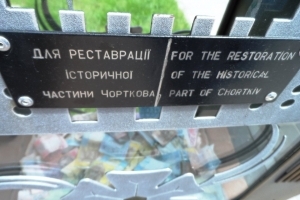 ДЛЯ РЕСТАВРАЦІЇ
ІСТОРИЧНОЇ
ЧАСТИНИ ЧОРТКОВА
FOR THE RESTORATION
OF THE HISTORICAL
PART OF CHORTKIV